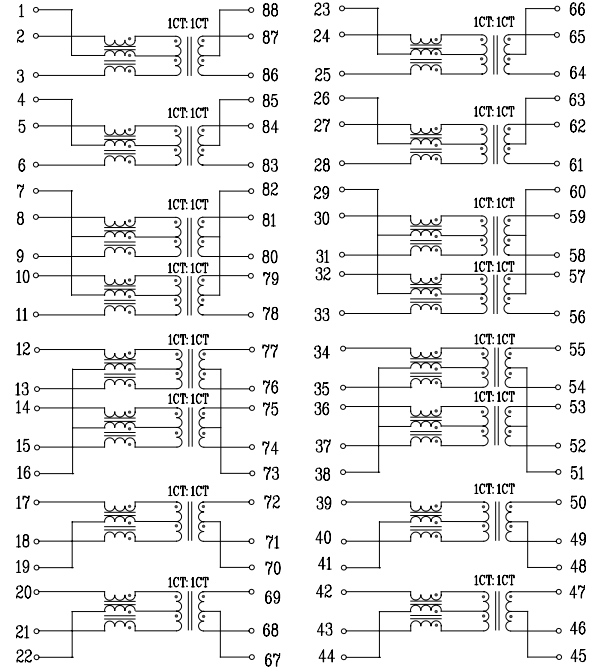 1 88
1CT:1CT
2 87
3 86
4 85
1CT:1CT
5 84
6 83
7 82
1CT:1CT
8 81
9 80
1CT:1CT
10 79
11 78
1CT:1CT
12 77
13 76
1CT:1CT
14 75
15 74
16 73
1CT:1CT
17 72
18 71
19 70
1CT:1CT
20 69
21 68
22 67
23 66
1CT:1CT
24 65
25 64
26 63
1CT:1CT
27 62
28 61
29 60
1CT:1CT
30 59
31 58
1CT:1CT
32 57
33 56
1CT:1CT
34 55
35 54
1CT:1CT
36 53
37 52
38 51
1CT:1CT
39 50
40 49
41 48
1CT:1CT
42 47
43 46
44 45